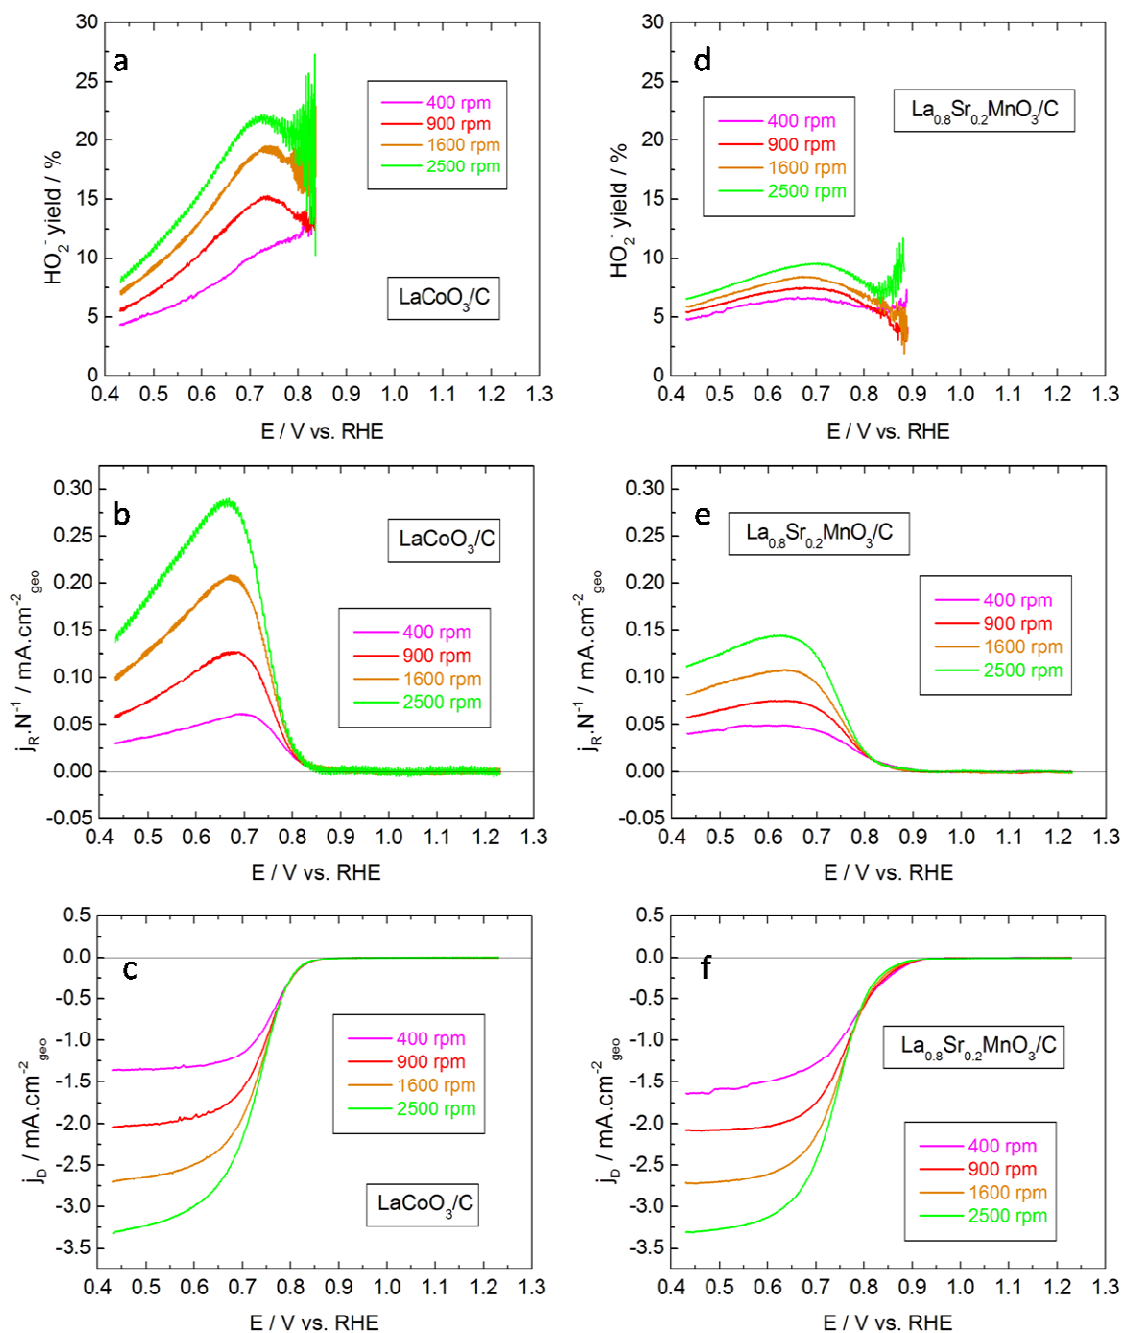 a
30
25
20
15
10
5
0
HO₂⁻ yield / %
400 rpm
900 rpm
1600 rpm
2500 rpm
LaCoO₃/C
0.4 0.5 0.6 0.7 0.8 0.9 1.0 1.1 1.2 1.3
E / V vs. RHE
d
30
25
20
15
10
5
0
HO₂⁻ yield / %
400 rpm
900 rpm
1600 rpm
2500 rpm
La₀.₈Sr₀.₂MnO₃/C
0.4 0.5 0.6 0.7 0.8 0.9 1.0 1.1 1.2 1.3
E / V vs. RHE
b
0.30
0.25
0.20
0.15
0.10
0.05
0.00
-0.05
j_R.N⁻¹ / mA.cm⁻²_geo
LaCoO₃/C
400 rpm
900 rpm
1600 rpm
2500 rpm
0.4 0.5 0.6 0.7 0.8 0.9 1.0 1.1 1.2 1.3
E / V vs. RHE
e
0.30
0.25
0.20
0.15
0.10
0.05
0.00
-0.05
j_R.N⁻¹ / mA.cm⁻²_geo
La₀.₈Sr₀.₂MnO₃/C
400 rpm
900 rpm
1600 rpm
2500 rpm
0.4 0.5 0.6 0.7 0.8 0.9 1.0 1.1 1.2 1.3
E / V vs. RHE
c
0.5
0.0
-0.5
-1.0
-1.5
-2.0
-2.5
-3.0
-3.5
j_D / mA.cm⁻²_geo
400 rpm
900 rpm
1600 rpm
2500 rpm
LaCoO₃/C
0.4 0.5 0.6 0.7 0.8 0.9 1.0 1.1 1.2 1.3
E / V vs. RHE
f
0.5
0.0
-0.5
-1.0
-1.5
-2.0
-2.5
-3.0
-3.5
j_D / mA.cm⁻²_geo
La₀.₈Sr₀.₂MnO₃/C
400 rpm
900 rpm
1600 rpm
2500 rpm
0.4 0.5 0.6 0.7 0.8 0.9 1.0 1.1 1.2 1.3
E / V vs. RHE